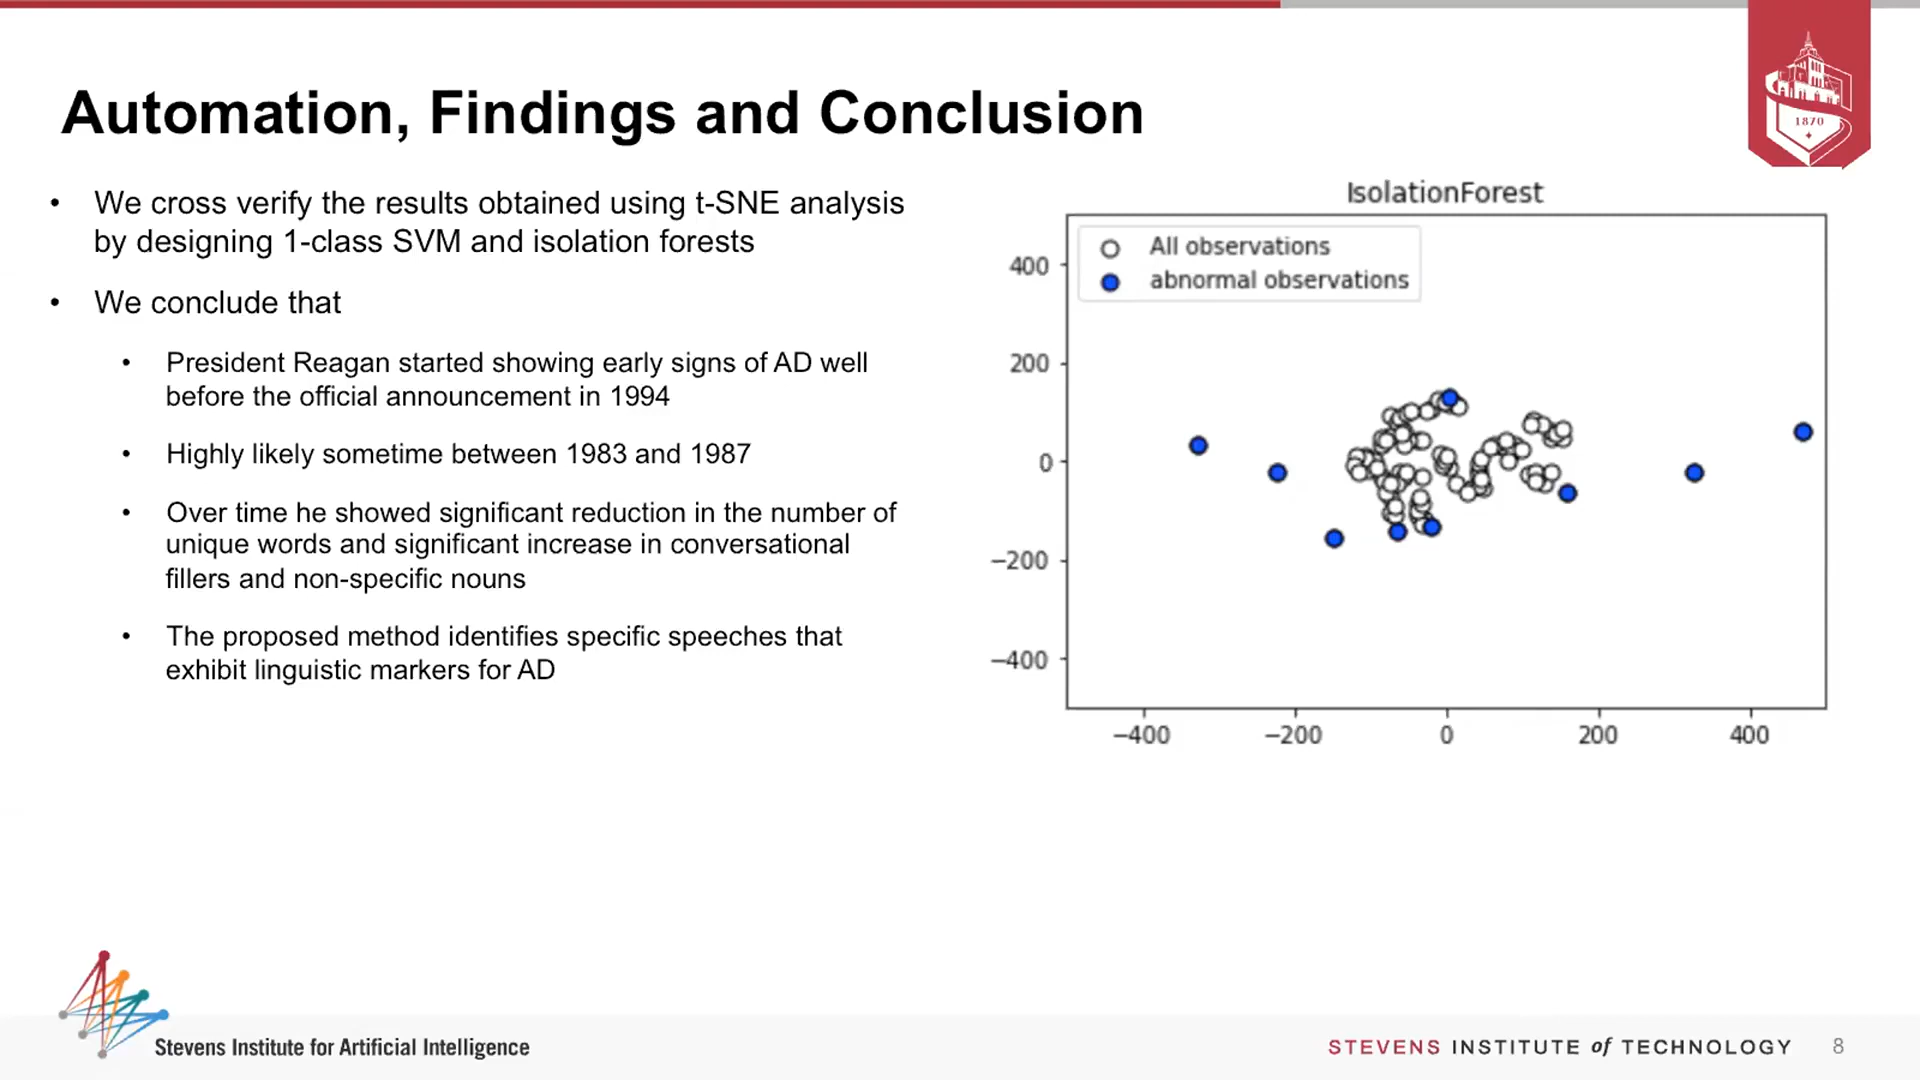 Automation, Findings and Conclusion
1870
• We cross verify the results obtained using t-SNE analysis
by designing 1-class SVM and isolation forests
• We conclude that
• President Reagan started showing early signs of AD well
before the official announcement in 1994
• Highly likely sometime between 1983 and 1987
• Over time he showed significant reduction in the number of
unique words and significant increase in conversational
fillers and non-specific nouns
• The proposed method identifies specific speeches that
exhibit linguistic markers for AD
IsolationForest
All observations
abnormal observations
400
200
0
−200
−400
−400 −200 0 200 400
Stevens Institute for Artificial Intelligence
STEVENS INSTITUTE of TECHNOLOGY 8